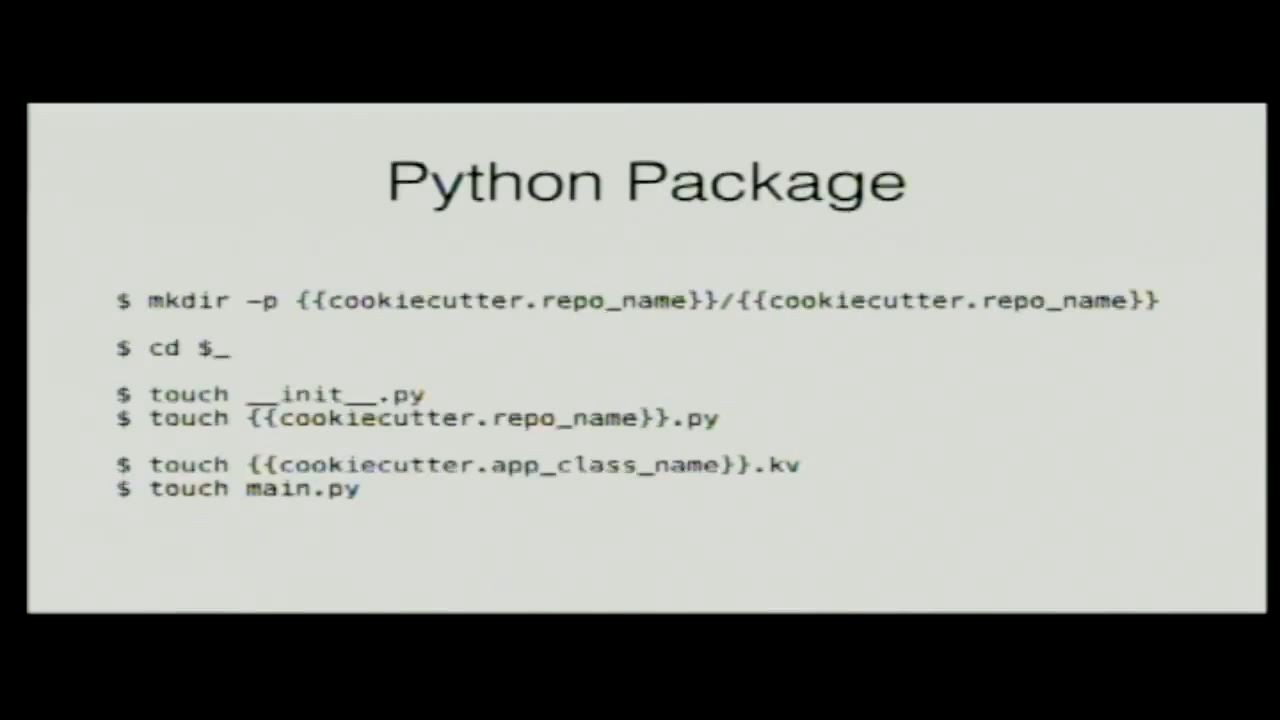 Python Package
$ mkdir -p {{cookiecutter.repo_name}}/{{cookiecutter.repo_name}}
$ cd $_
$ touch __init__.py
$ touch {{cookiecutter.repo_name}}.py
$ touch {{cookiecutter.app_class_name}}.kv
$ touch main.py